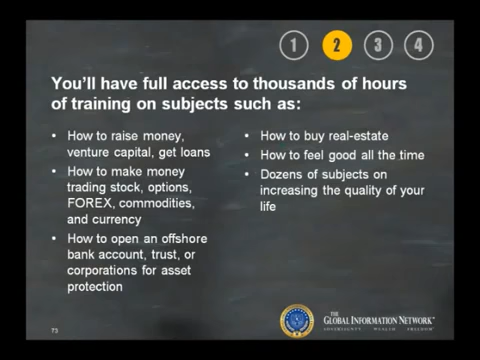 1 2 3 4
You'll have full access to thousands of hours
of training on subjects such as:
• How to raise money,
venture capital, get loans
• How to make money
trading stock, options,
FOREX, commodities,
and currency
• How to open an offshore
bank account, trust, or
corporations for asset
protection
• How to buy real-estate
• How to feel good all the time
• Dozens of subjects on
increasing the quality of your
life
73
THE
GLOBAL INFORMATION NETWORK™
SOVEREIGNTY WEALTH FREEDOM